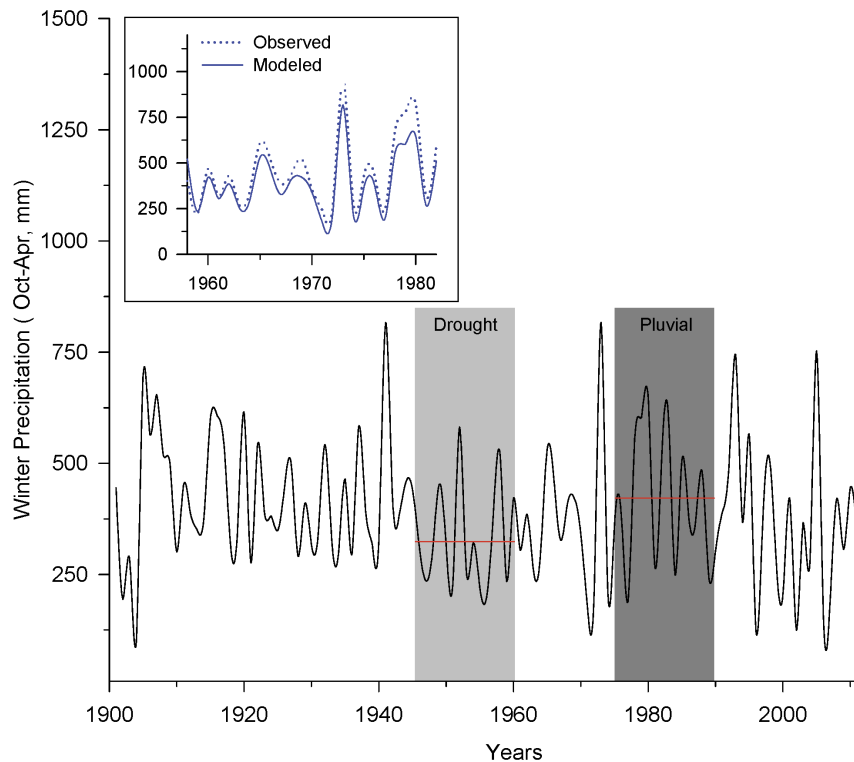 1500
1250
1000
750
500
250
Winter Precipitation ( Oct-Apr, mm)
Observed
Modeled
1000
750
500
250
0
1960 1970 1980
Drought
Pluvial
1900 1920 1940 1960 1980 2000
Years